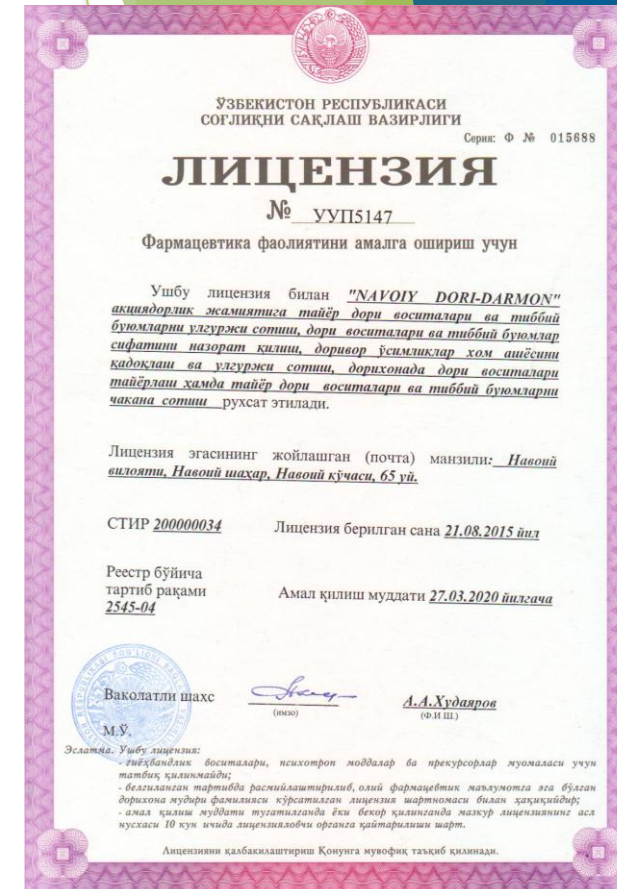 ЎЗБЕКИСТОН РЕСПУБЛИКАСИ
СОҒЛИҚНИ САҚЛАШ ВАЗИРЛИГИ
Серия: Ф № 015688
ЛИЦЕНЗИЯ
№ УУП5147
Фармацевтика фаолиятини амалга ошириш учун
Ушбу лицензия билан "NAVOIY DORI-DARMON"
акциядорлик жамиятига тайёр дори воситалари ва тиббий
буюмларни улгуржи сотиш, дори воситалари ва тиббий буюмлар
сифатини назорат қилиш, доривор ўсимликлар хом ашёсини
қадоқлаш ва улгуржи сотиш, дорихонада дори воситалари
тайёрлаш ҳамда тайёр дори воситалари ва тиббий буюмларни
чакана сотиш рухсат этилади.
Лицензия эгасининг жойлашган (почта) манзили: Навоий
вилояти, Навоий шаҳар, Навоий кўчаси, 65 уй.
СТИР 200000034 Лицензия берилган сана 21.08.2015 йил
Реестр бўйича
тартиб рақами
2545-04
Амал қилиш муддати 27.03.2020 йилгача
Ваколатли шахс
(имзо)
А.А.Худаяров
(Ф.И.Ш.)
М.Ў.
Эслатма. Ушбу лицензия:
- гиёҳвандлик воситалари, психотроп моддалар ва прекурсорлар муомаласи учун
татбиқ қилинмайди;
- белгиланган тартибда расмийлаштирилиб, олий фармацевтик маълумотга эга бўлган
дорихона мудири фамилияси кўрсатилган лицензия шартномаси билан ҳақиқийдир;
- амал қилиш муддати тугатилганда ёки бекор қилинганда мазкур лицензиянинг асл
нусхаси 10 кун ичида лицензияловчи органга қайтарилиши шарт.
Лицензияни қалбакилаштириш Қонунга мувофиқ таъқиб қилинади.